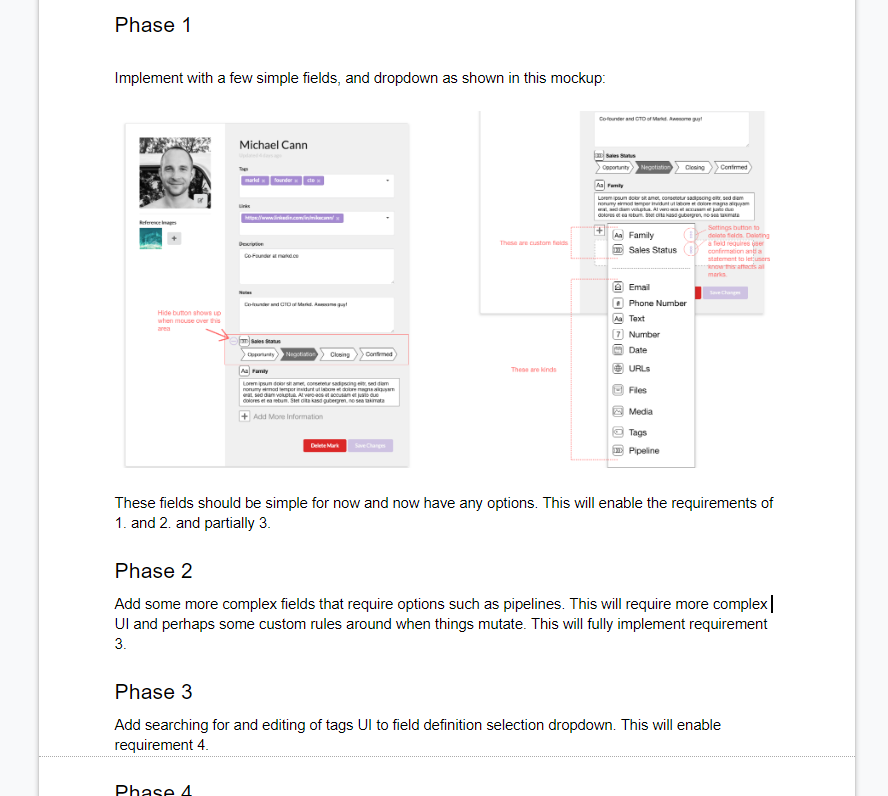 Phase 1
Implement with a few simple fields, and dropdown as shown in this mockup:
Michael Cann
Tags
markd x founder x cto x
Reference Images
+
Links
https://www.linkedin.com/in/mikecann/ x
Description
Co-Founder at markd.co
Notes
Co-founder and CTO of Markd. Awesome guy!
Hide button shows up
when mouse over this
area
Sales Status
Opportunity Negotiation Closing Confirmed
Aa Family
Lorem ipsum dolor sit amet, consetetur sadipscing elitr, sed diam
nonumy eirmod tempor invidunt ut labore et dolore magna aliquyam
erat, sed diam voluptua. At vero eos et accusam et justo duo
dolores et ea rebum. Stet clita kasd gubergren, no sea takimata
+ Add More Information
Delete Mark Save Changes
Co-founder and CTO of Markd. Awesome guy!
Sales Status
Opportunity Negotiation Closing Confirmed
Aa Family
Lorem ipsum dolor sit amet, consetetur sadipscing elitr, sed diam
nonumy eirmod tempor invidunt ut labore et dolore magna aliquyam
erat, sed diam voluptua. At vero eos et accusam et justo duo
dolores et ea rebum. Stet clita kasd gubergren, no sea takimata
+
These are custom fields
Aa Family
Sales Status
Settings button to
delete fields. Deleting
a field requires user
confirmation and a
statement to let users
know this affects all
marks.
Save Changes
These are kinds
Email
# Phone Number
Aa Text
7 Number
Date
URLs
Files
Media
Tags
Pipeline
These fields should be simple for now and now have any options. This will enable the requirements of
1. and 2. and partially 3.
Phase 2
Add some more complex fields that require options such as pipelines. This will require more complex
UI and perhaps some custom rules around when things mutate. This will fully implement requirement
3.
Phase 3
Add searching for and editing of tags UI to field definition selection dropdown. This will enable
requirement 4.
Phase 4